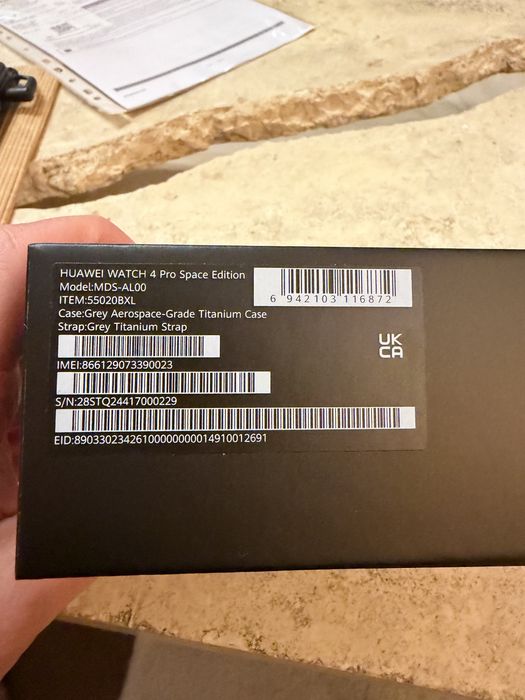 HUAWEI WATCH 4 Pro Space Edition
Model:MDS-AL00
ITEM:55020BXL
Case:Grey Aerospace-Grade Titanium Case
Strap:Grey Titanium Strap
6 942103 116872
UK
CA
IMEI:866129073390023
S/N:28STQ24417000229
EID:89033023426100000000014910012691